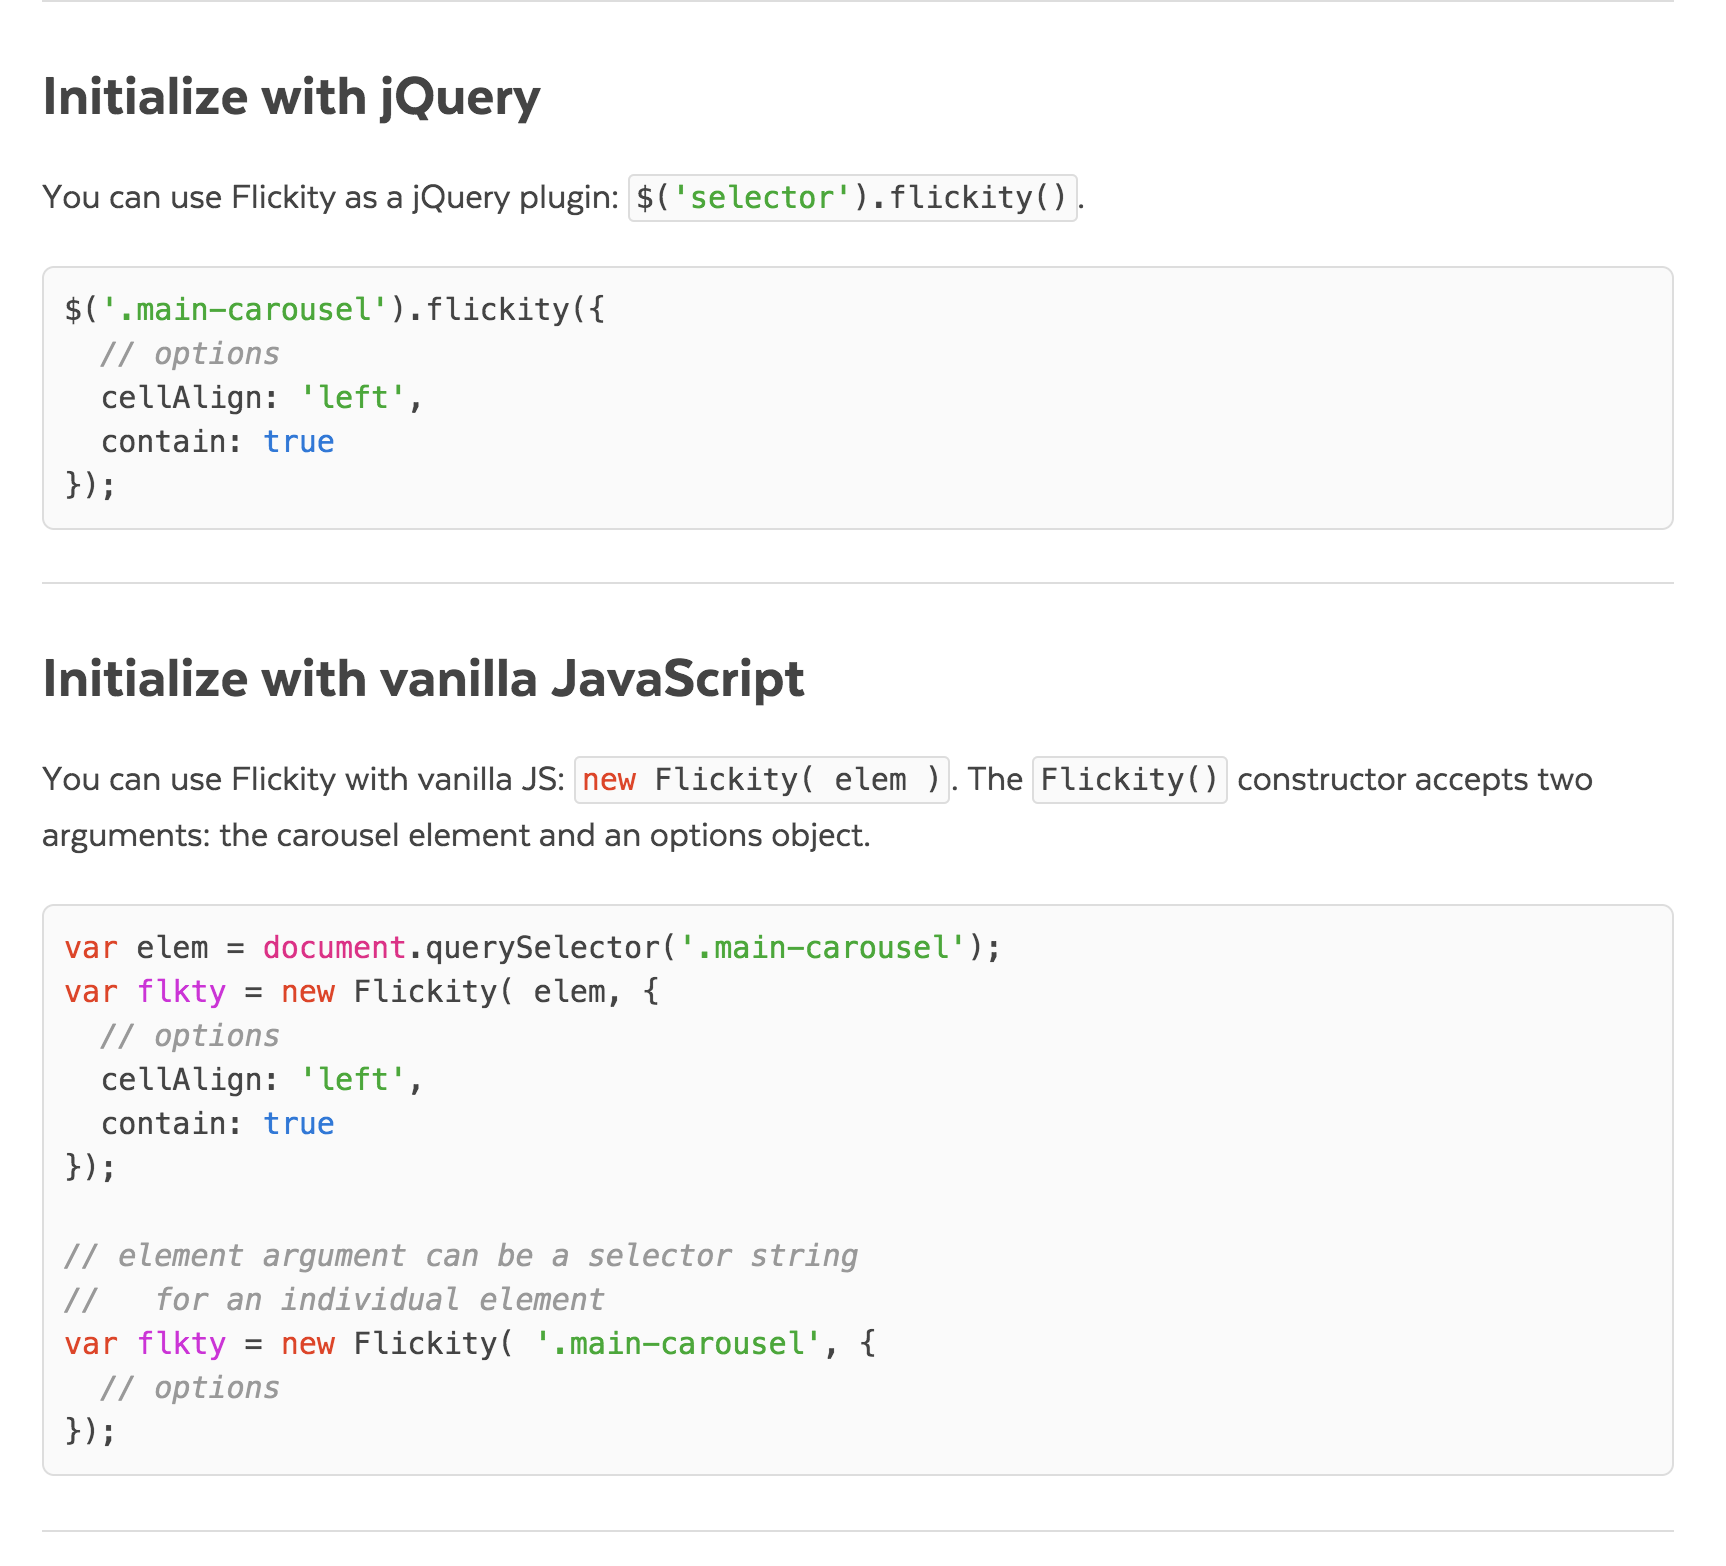 Initialize with jQuery
You can use Flickity as a jQuery plugin: $('selector').flickity().
$('.main-carousel').flickity({
  // options
  cellAlign: 'left',
  contain: true
});
Initialize with vanilla JavaScript
You can use Flickity with vanilla JS: new Flickity( elem ). The Flickity() constructor accepts two
arguments: the carousel element and an options object.
var elem = document.querySelector('.main-carousel');
var flkty = new Flickity( elem, {
  // options
  cellAlign: 'left',
  contain: true
});
// element argument can be a selector string
//   for an individual element
var flkty = new Flickity( '.main-carousel', {
  // options
});